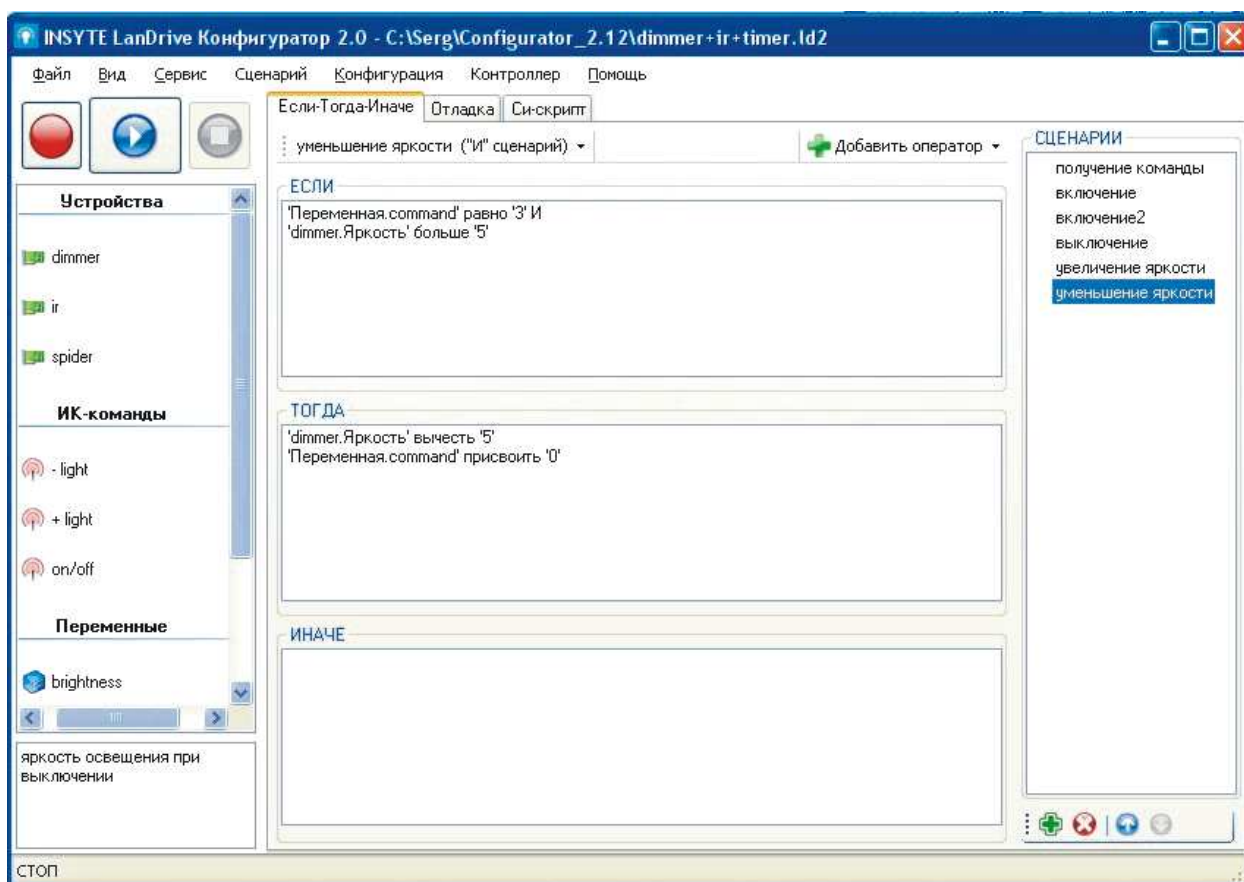 INSYTE LanDrive Конфигуратор 2.0 - C:\Serg\Configurator_2.12\dimmer+ir+timer.ld2
Файл Вид Сервис Сценарий Конфигурация Контроллер Помощь
Если-Тогда-Иначе Отладка Си-скрипт
уменьшение яркости ("И" сценарий) Добавить оператор
Устройства
dimmer
ir
spider
ИК-команды
- light
+ light
on/off
Переменные
brightness
яркость освещения при
выключении
ЕСЛИ
'Переменная.command' равно '3' И
'dimmer.Яркость' больше '5'
ТОГДА
'dimmer.Яркость' вычесть '5'
'Переменная.command' присвоить '0'
ИНАЧЕ
СЦЕНАРИИ
получение команды
включение
включение2
выключение
увеличение яркости
уменьшение яркости
СТОП